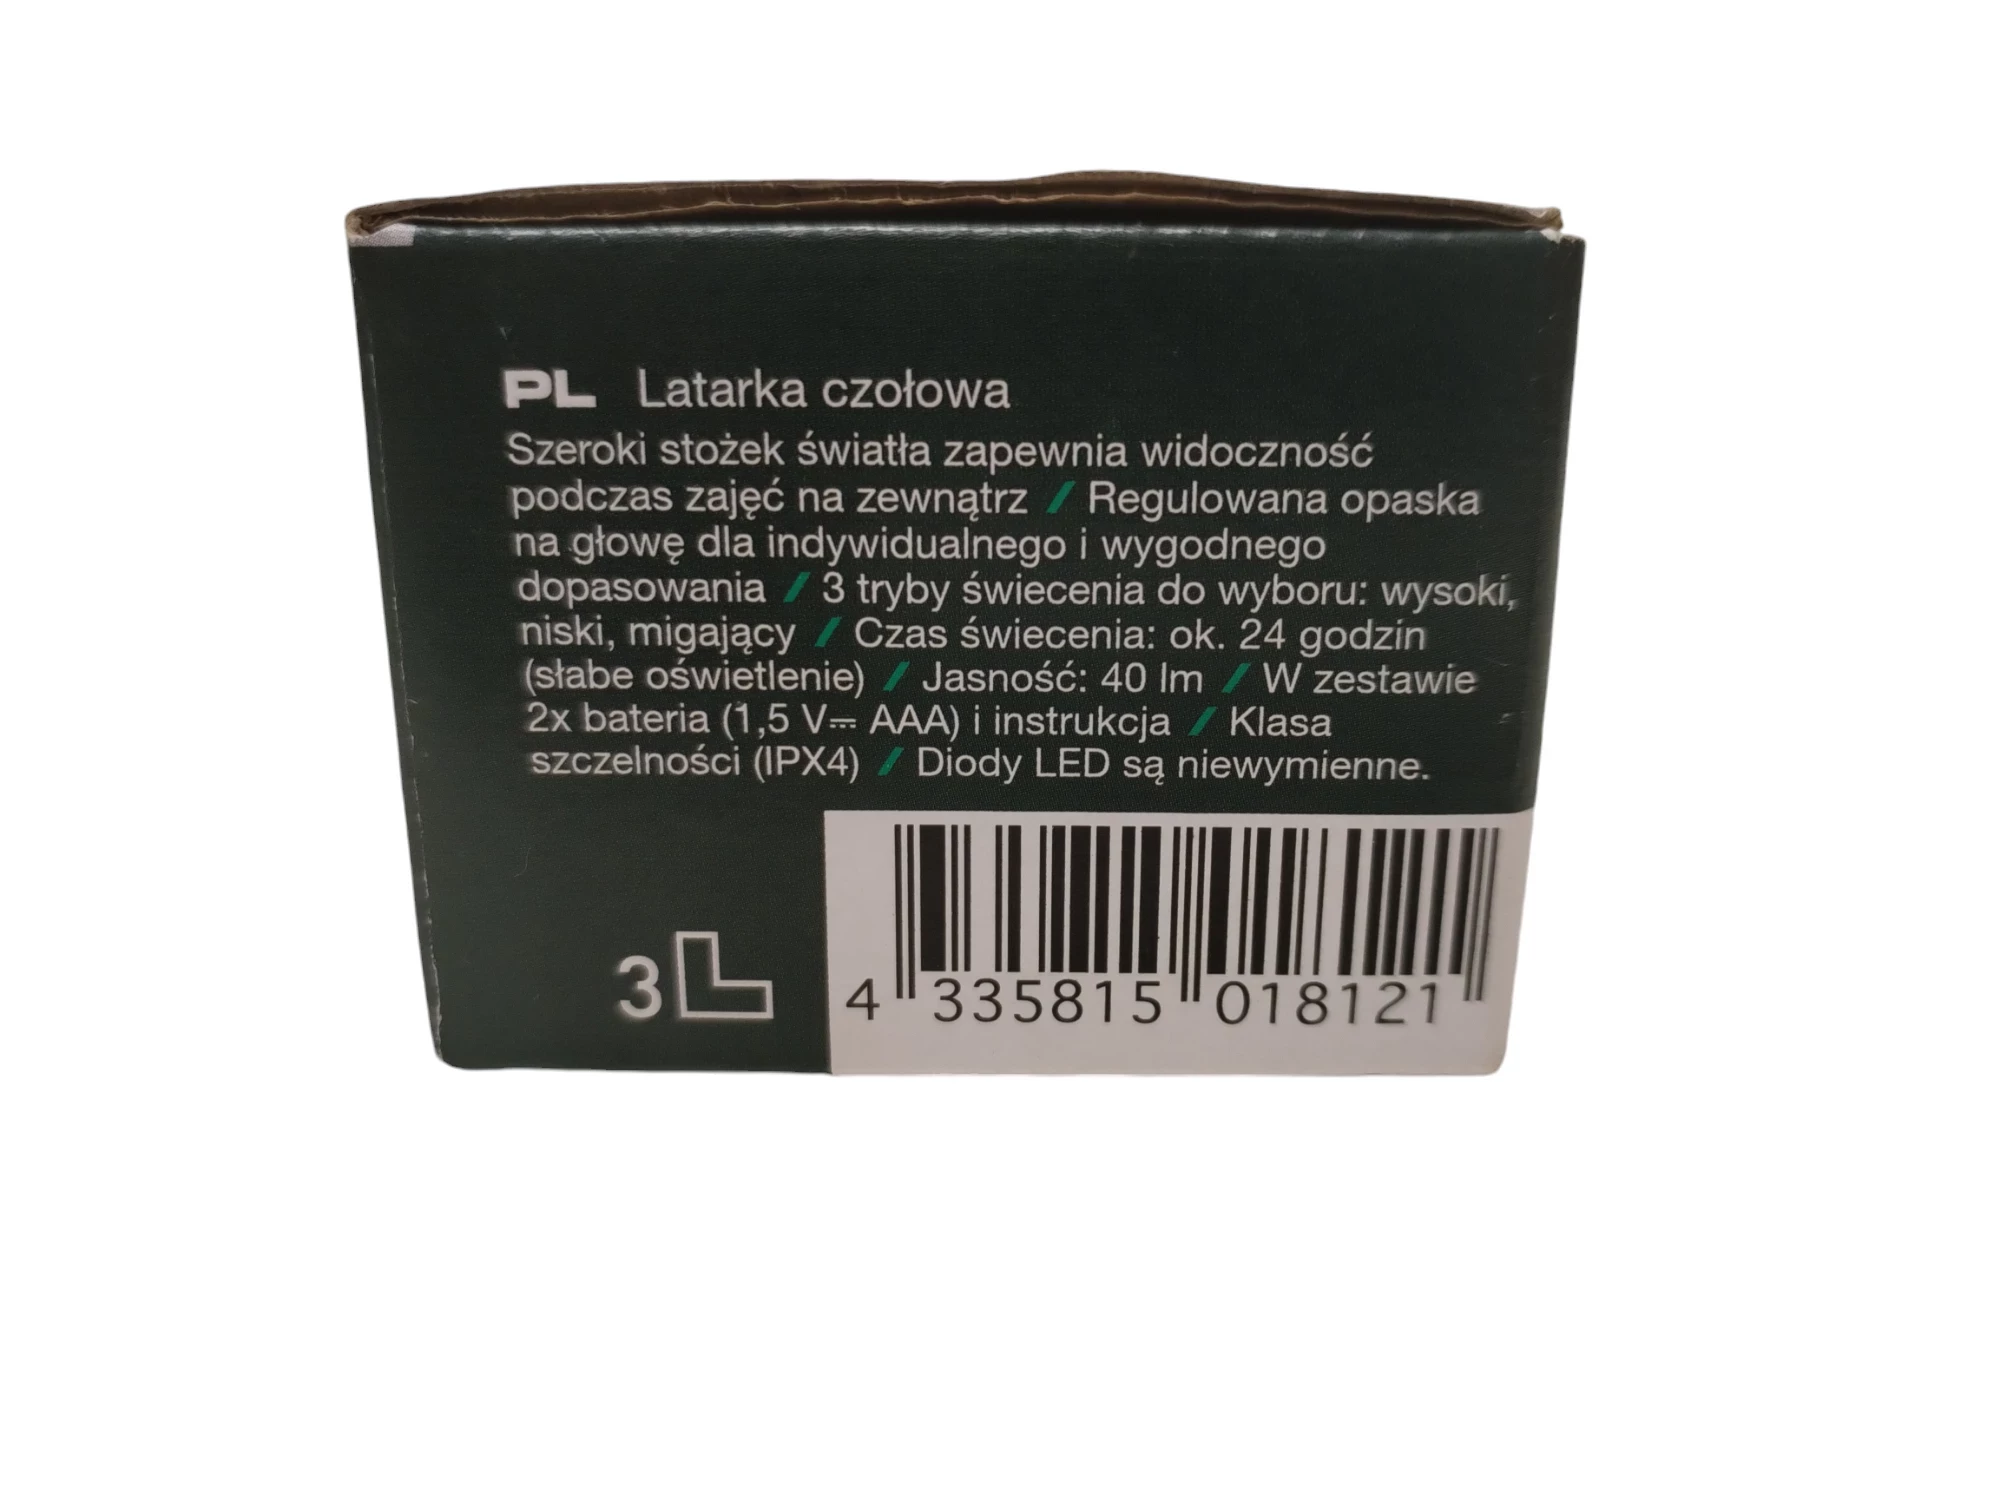 PL Latarka czołowa
Szeroki stożek światła zapewnia widoczność
podczas zajęć na zewnątrz / Regulowana opaska
na głowę dla indywidualnego i wygodnego
dopasowania / 3 tryby świecenia do wyboru: wysoki,
niski, migający / Czas świecenia: ok. 24 godzin
(słabe oświetlenie) / Jasność: 40 lm / W zestawie
2x bateria (1,5 V⎓ AAA) i instrukcja / Klasa
szczelności (IPX4) / Diody LED są niewymienne.
3L
4 335815 018121